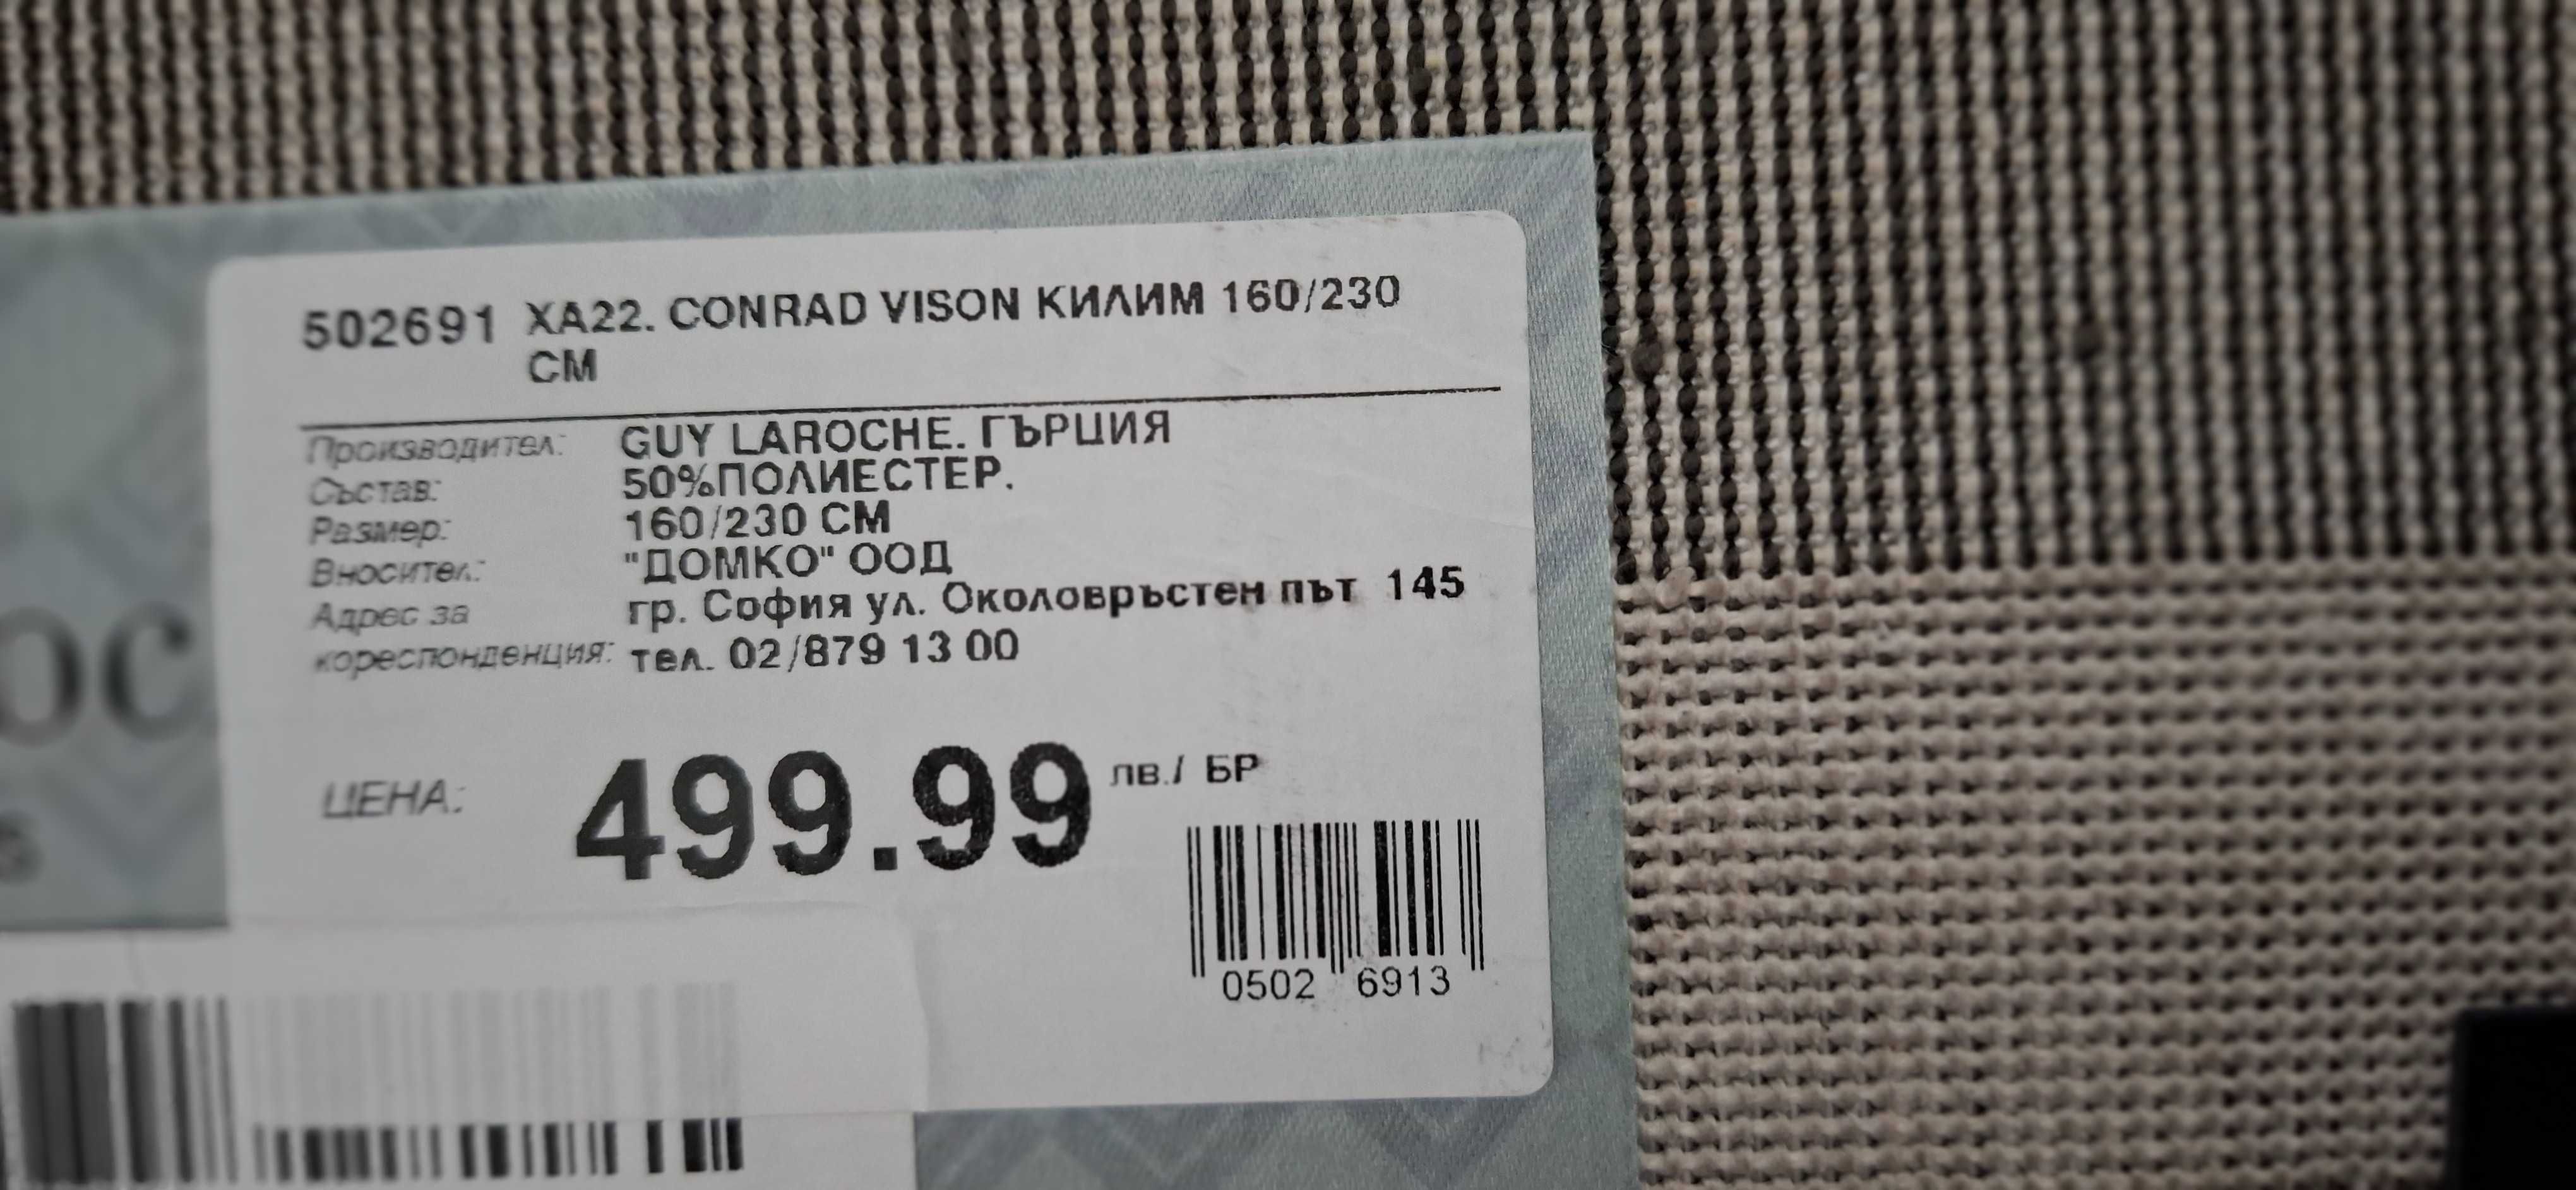 502691 XA22. CONRAD VISON КИЛИМ 160/230
СМ
Производител: GUY LAROCHE. ГЪРЦИЯ
Състав: 50%ПОЛИЕСТЕР.
Размер: 160/230 СМ
Вносител: "ДОМКО" ООД
Адрес за гр. София ул. Околовръстен път 145
кореспонденция: тел. 02/879 13 00
ЦЕНА: 499.99 лв./ БР
0502 6913